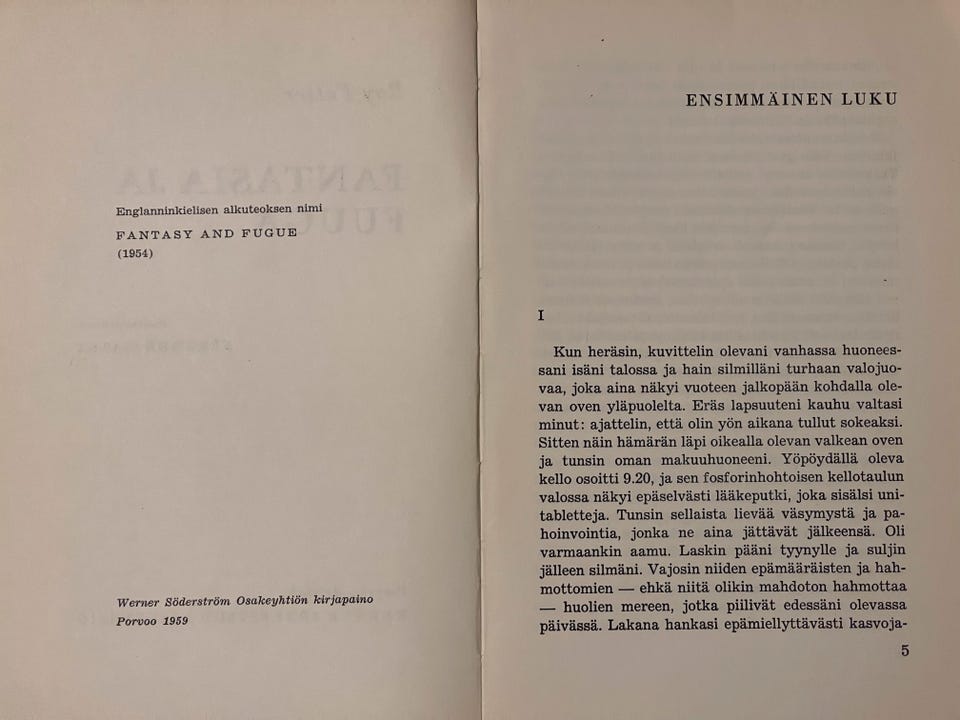 Englanninkielisen alkuteoksen nimi
FANTASY AND FUGUE
(1954)
Werner Söderström Osakeyhtiön kirjapaino
Porvoo 1959
ENSIMMÄINEN LUKU
I
Kun heräsin, kuvittelin olevani vanhassa huonees-
sani isäni talossa ja hain silmilläni turhaan valojuo-
vaa, joka aina näkyi vuoteen jalkopään kohdalla ole-
van oven yläpuolelta. Eräs lapsuuteni kauhu valtasi
minut: ajattelin, että olin yön aikana tullut sokeaksi.
Sitten näin hämärän läpi oikealla olevan valkean oven
ja tunsin oman makuuhuoneeni. Yöpöydällä oleva
kello osoitti 9.20, ja sen fosforinhohtoisen kellotaulun
valossa näkyi epäselvästi lääkeputki, joka sisälsi uni-
tabletteja. Tunsin sellaista lievää väsymystä ja pa-
hoinvointia, jonka ne aina jättävät jälkeensä. Oli
varmaankin aamu. Laskin pääni tyynylle ja suljin
jälleen silmäni. Vajosin niiden epämääräisten ja hah-
mottomien — ehkä niitä olikin mahdoton hahmottaa
— huolien mereen, jotka piilivät edessäni olevassa
päivässä. Lakana hankasi epämiellyttävästi kasvoja-
5